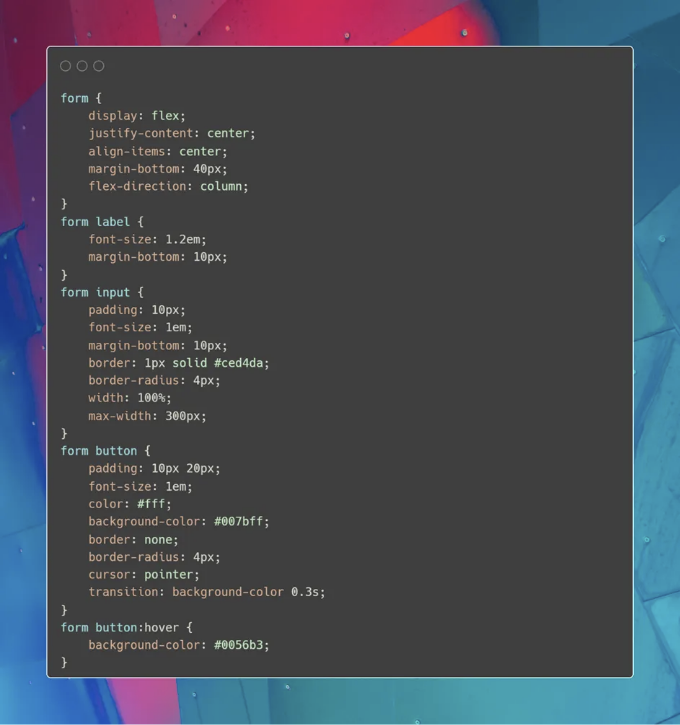 form {
    display: flex;
    justify-content: center;
    align-items: center;
    margin-bottom: 40px;
    flex-direction: column;
}
form label {
    font-size: 1.2em;
    margin-bottom: 10px;
}
form input {
    padding: 10px;
    font-size: 1em;
    margin-bottom: 10px;
    border: 1px solid #ced4da;
    border-radius: 4px;
    width: 100%;
    max-width: 300px;
}
form button {
    padding: 10px 20px;
    font-size: 1em;
    color: #fff;
    background-color: #007bff;
    border: none;
    border-radius: 4px;
    cursor: pointer;
    transition: background-color 0.3s;
}
form button:hover {
    background-color: #0056b3;
}